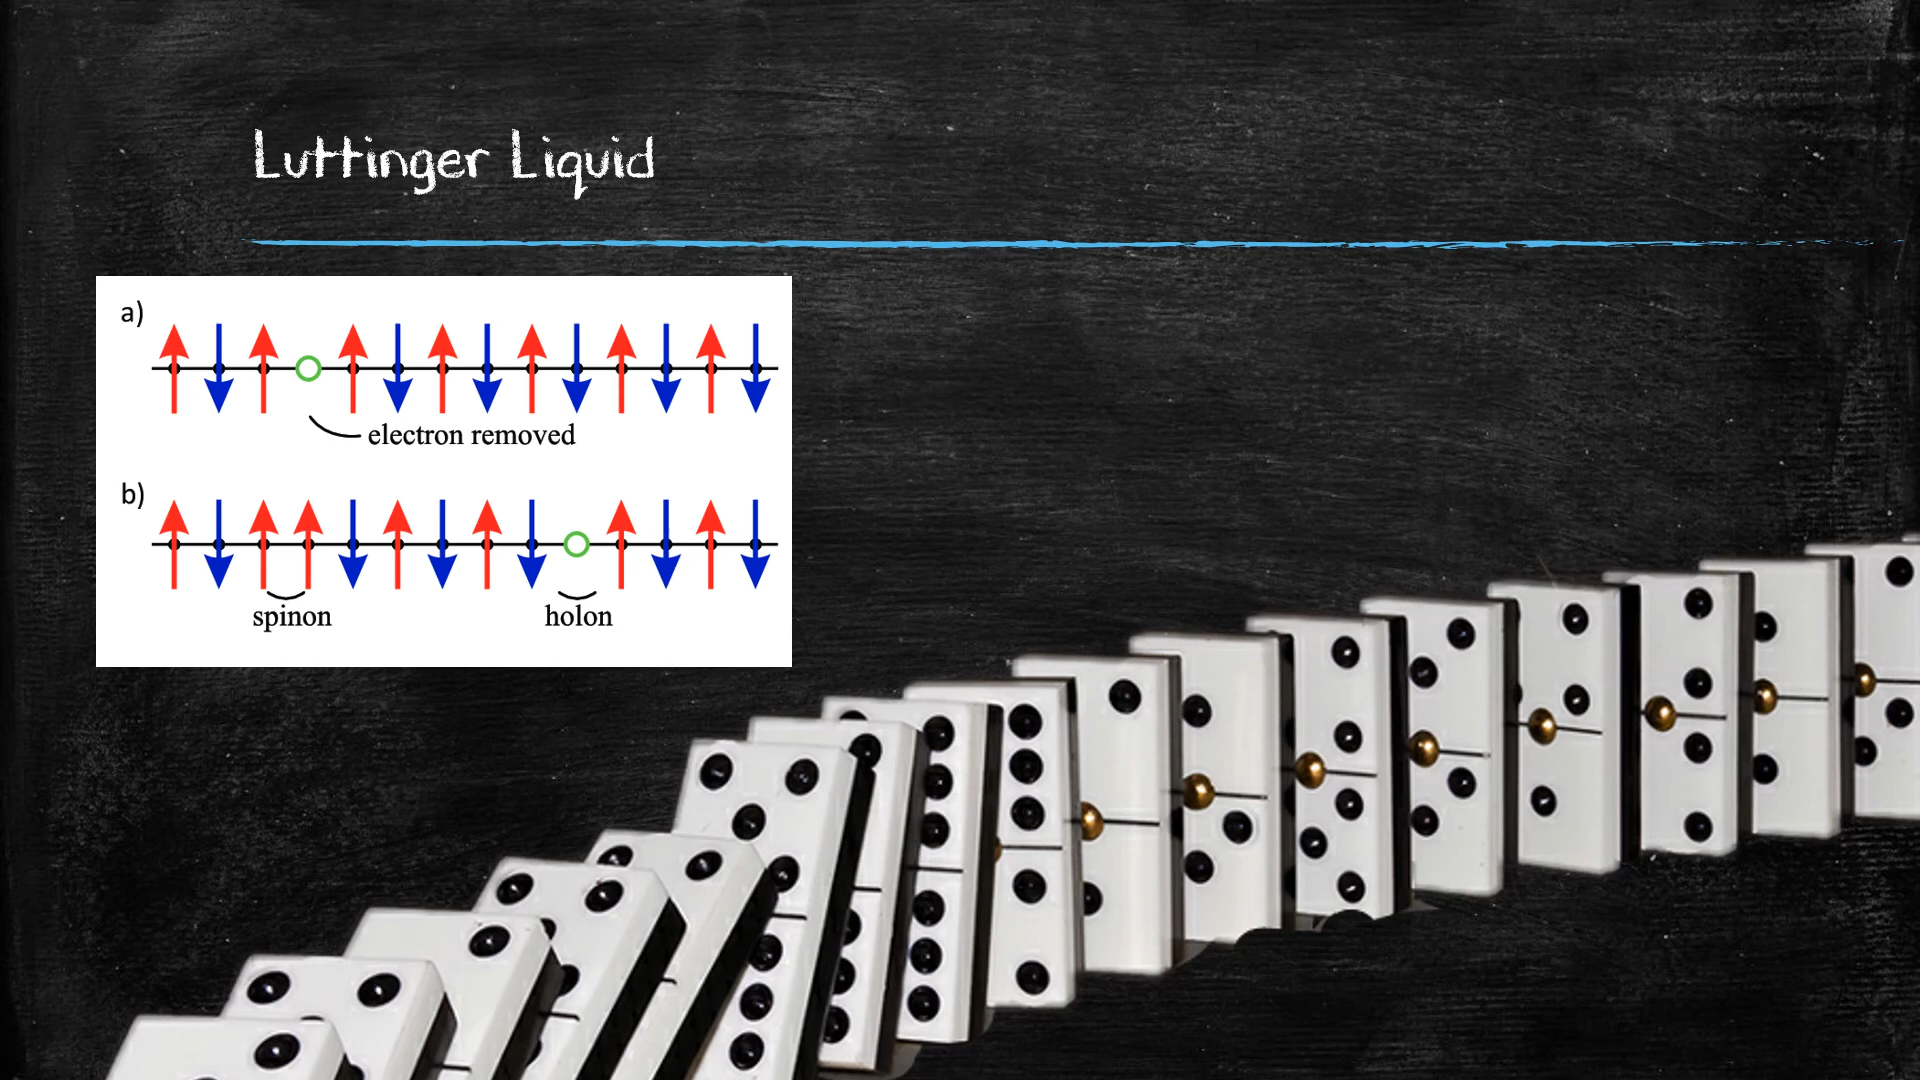 Luttinger Liquid
a)
electron removed
b)
spinon
holon